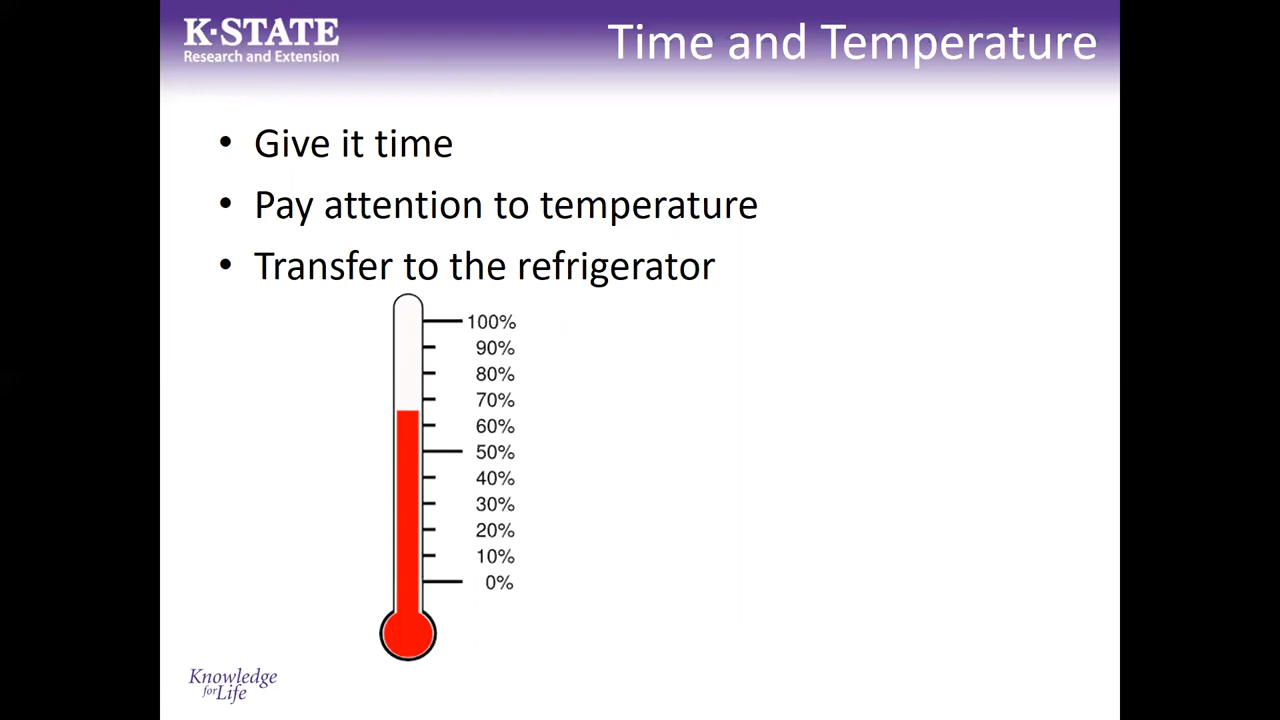 K-STATE
Research and Extension
Time and Temperature
• Give it time
• Pay attention to temperature
• Transfer to the refrigerator
100%
90%
80%
70%
60%
50%
40%
30%
20%
10%
0%
Knowledge
for Life